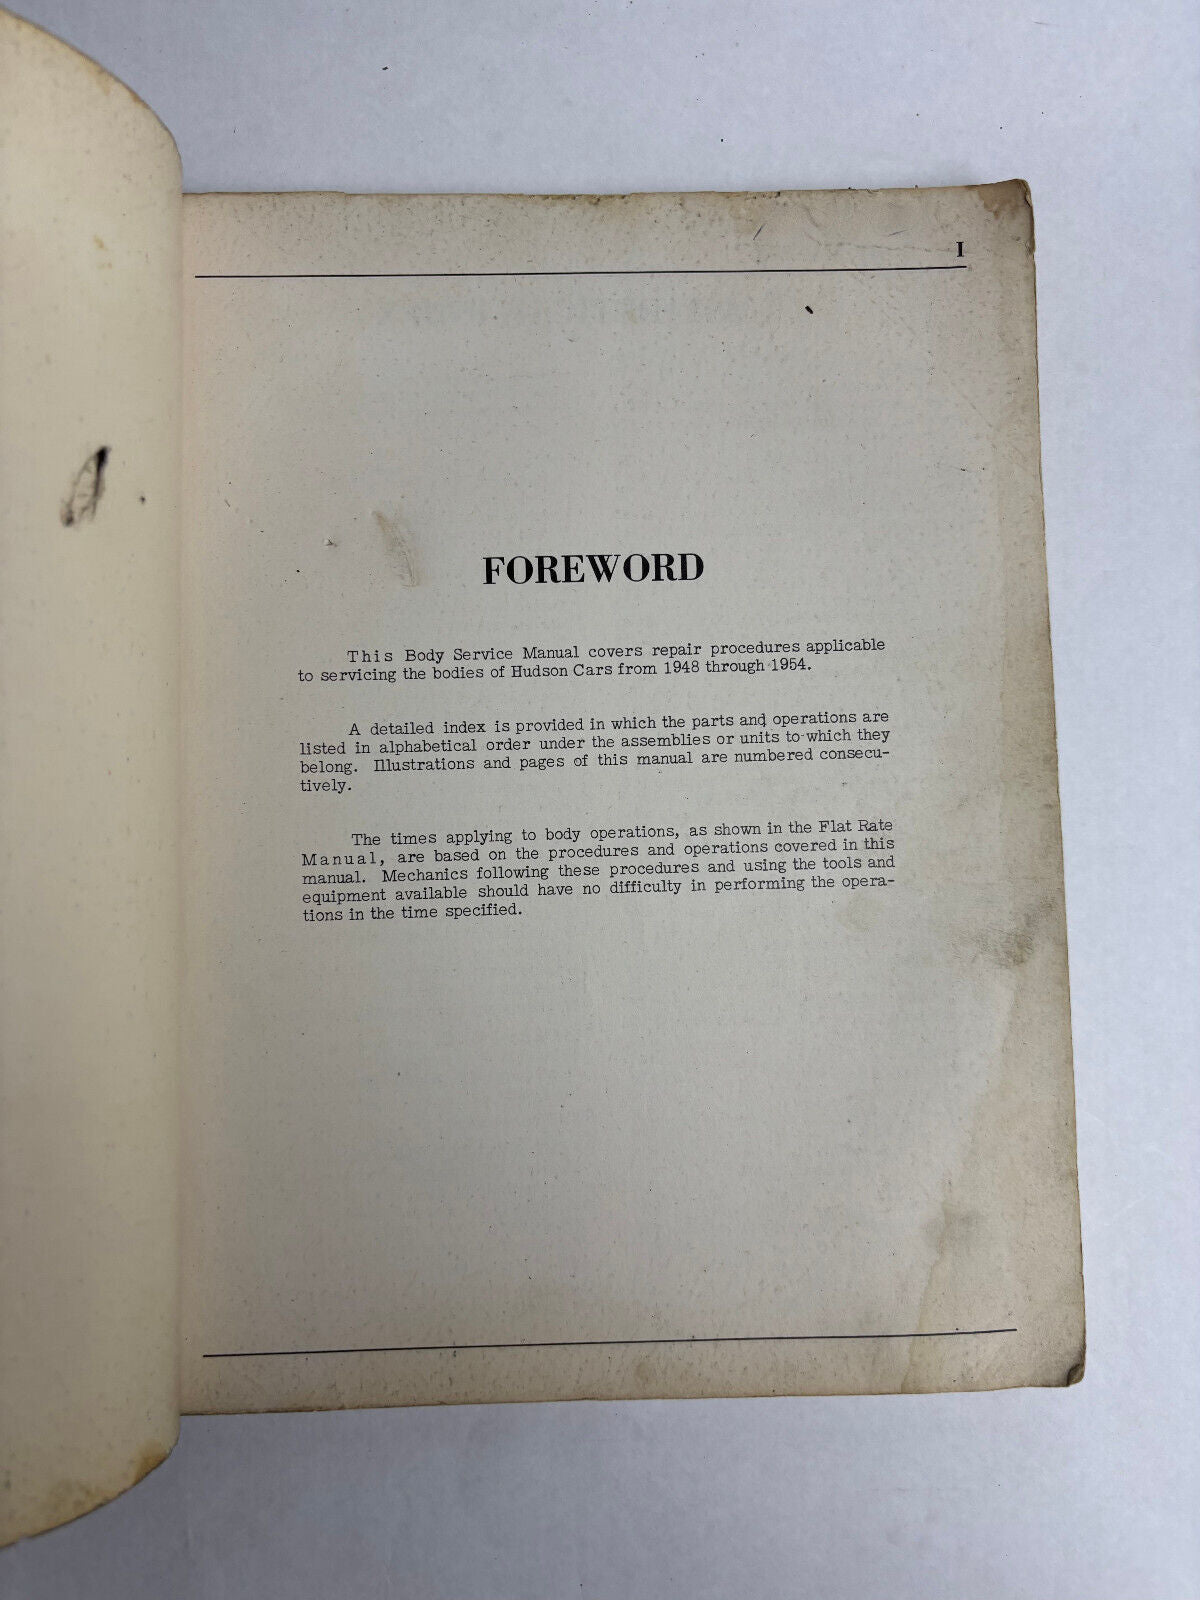 I
FOREWORD
This Body Service Manual covers repair procedures applicable
to servicing the bodies of Hudson Cars from 1948 through 1954.
A detailed index is provided in which the parts and operations are
listed in alphabetical order under the assemblies or units to which they
belong. Illustrations and pages of this manual are numbered consecu-
tively.
The times applying to body operations, as shown in the Flat Rate
Manual, are based on the procedures and operations covered in this
manual. Mechanics following these procedures and using the tools and
equipment available should have no difficulty in performing the opera-
tions in the time specified.